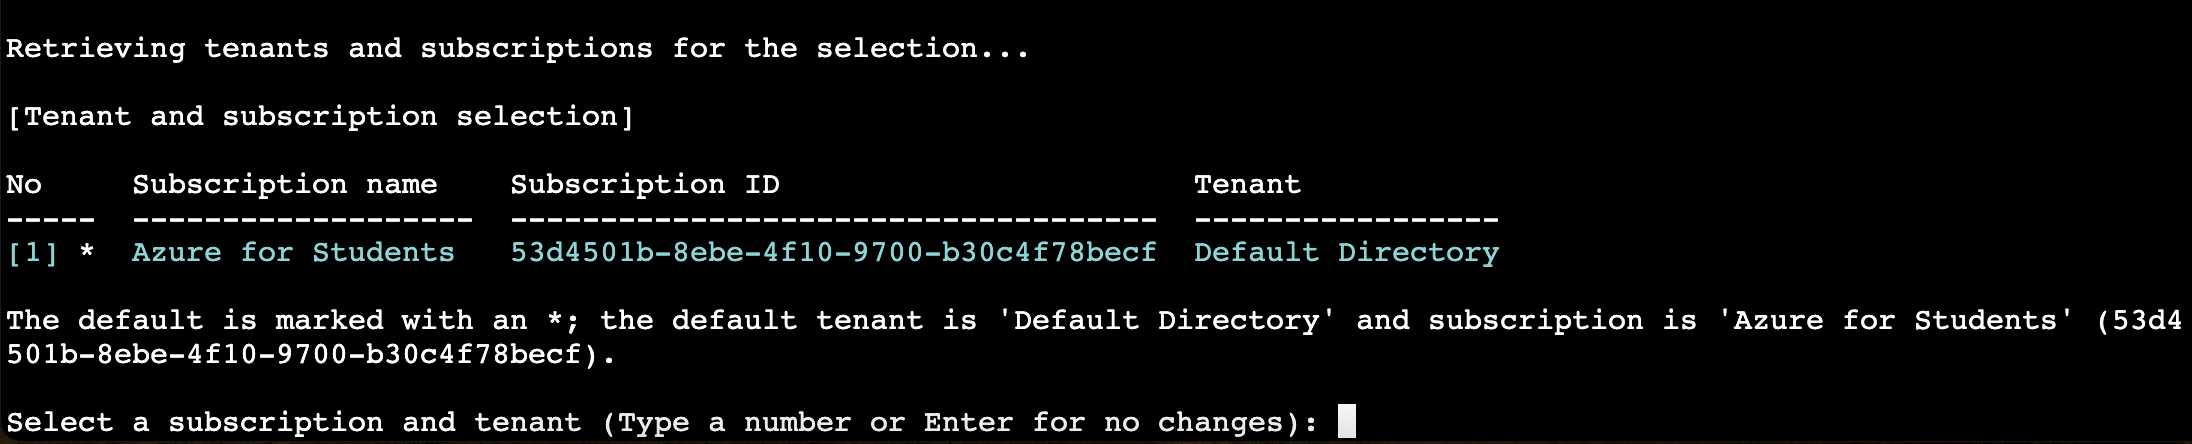 Retrieving tenants and subscriptions for the selection...
[Tenant and subscription selection]
No     Subscription name    Subscription ID                       Tenant
-----  -------------------  ------------------------------------  -----------------
[1] *  Azure for Students   53d4501b-8ebe-4f10-9700-b30c4f78becf  Default Directory
The default is marked with an *; the default tenant is 'Default Directory' and subscription is 'Azure for Students' (53d4
501b-8ebe-4f10-9700-b30c4f78becf).
Select a subscription and tenant (Type a number or Enter for no changes):